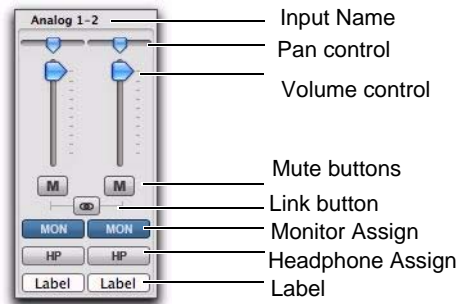 Analog 1-2
Input Name
Pan control
Volume control
M M
Mute buttons
Link button
MON MON
Monitor Assign
HP HP
Headphone Assign
Label Label
Label